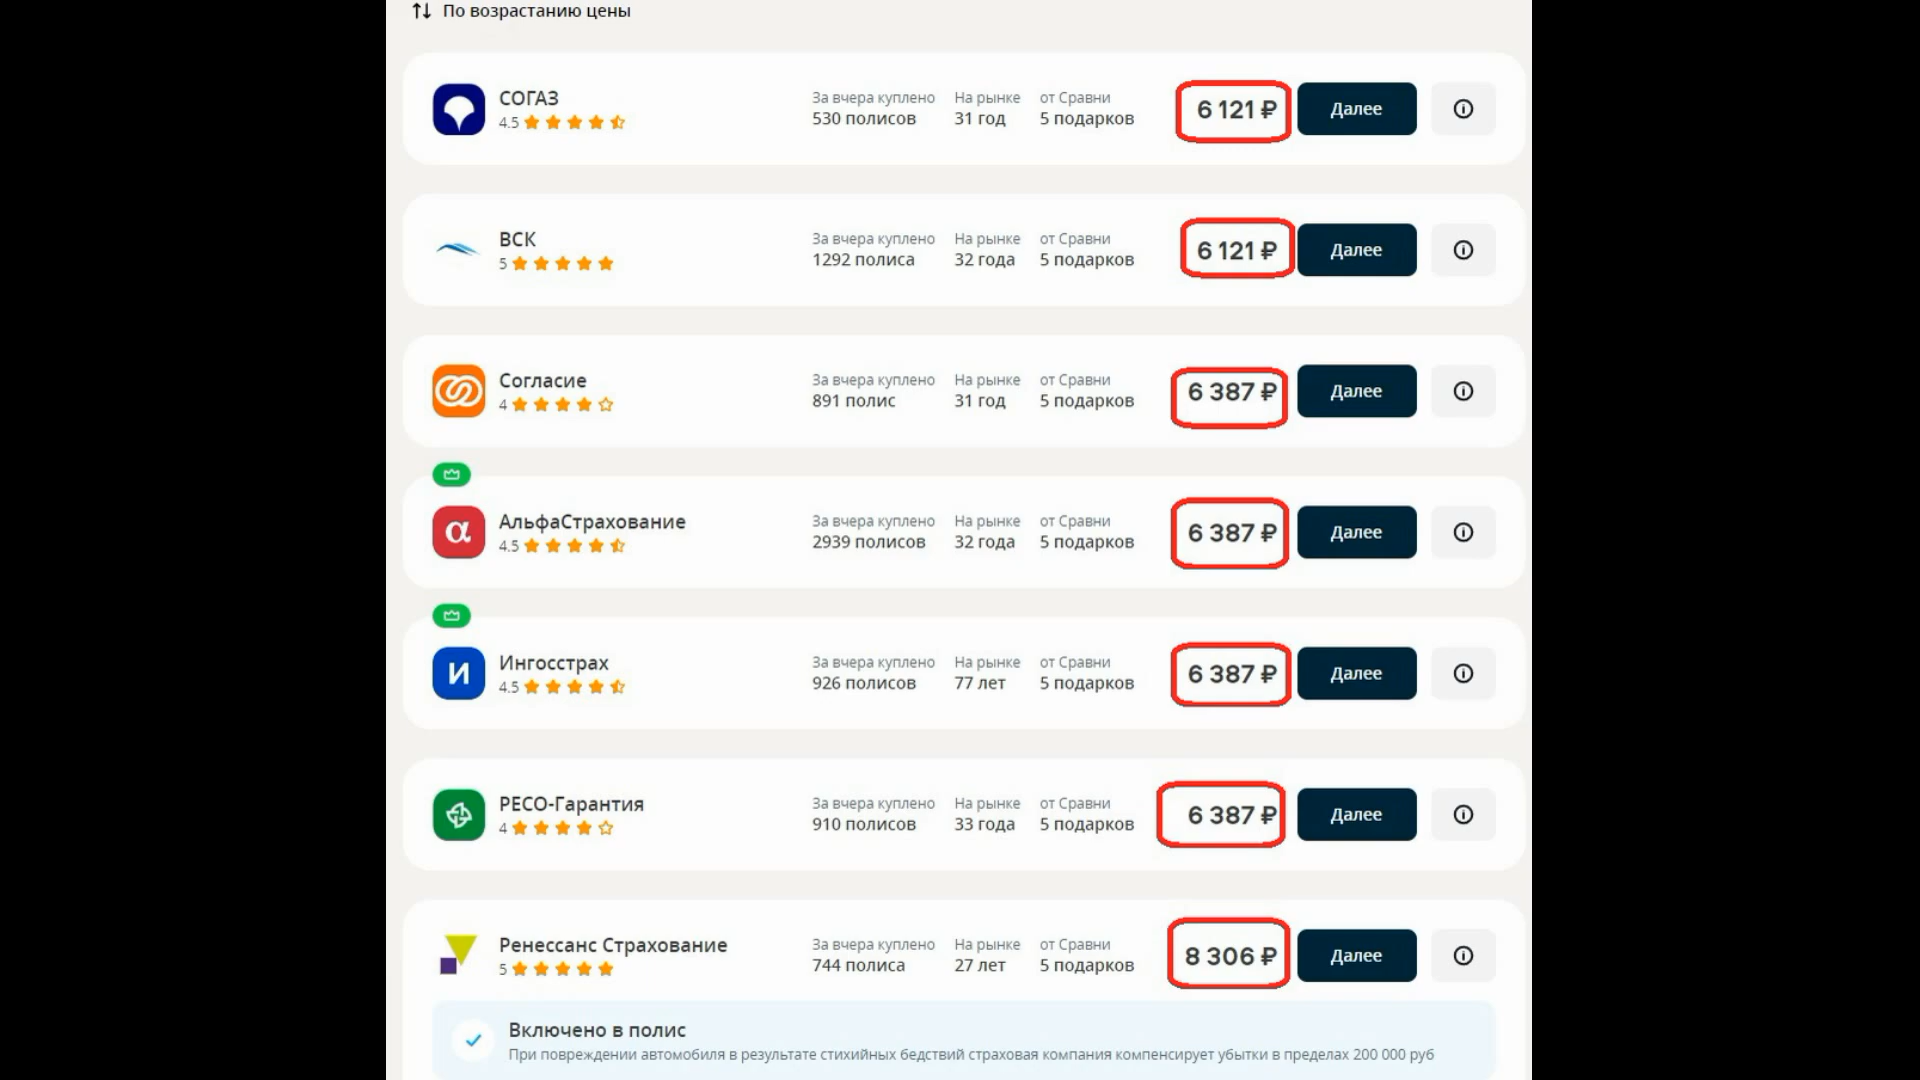 По возрастанию цены
СОГАЗ
4.5
За вчера куплено
530 полисов
На рынке
31 год
от Сравни
5 подарков
6 121 ₽
Далее
ВСК
5
За вчера куплено
1292 полиса
На рынке
32 года
от Сравни
5 подарков
6 121 ₽
Далее
Согласие
4
За вчера куплено
891 полис
На рынке
31 год
от Сравни
5 подарков
6 387 ₽
Далее
α
АльфаСтрахование
4.5
За вчера куплено
2939 полисов
На рынке
32 года
от Сравни
5 подарков
6 387 ₽
Далее
И
Ингосстрах
4.5
За вчера куплено
926 полисов
На рынке
77 лет
от Сравни
5 подарков
6 387 ₽
Далее
РЕСО-Гарантия
4
За вчера куплено
910 полисов
На рынке
33 года
от Сравни
5 подарков
6 387 ₽
Далее
Ренессанс Страхование
5
За вчера куплено
744 полиса
На рынке
27 лет
от Сравни
5 подарков
8 306 ₽
Далее
Включено в полис
При повреждении автомобиля в результате стихийных бедствий страховая компания компенсирует убытки в пределах 200 000 руб